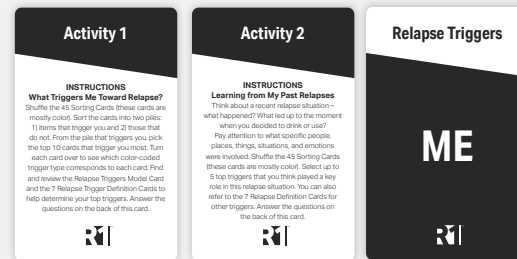 Activity 1
INSTRUCTIONS
What Triggers Me Toward Relapse?
Shuffle the 45 Sorting Cards (these cards are
mostly color). Sort the cards into two piles:
1) items that trigger you and 2) those that
do not. From the pile that triggers you, pick
the top 10 cards that trigger you most. Turn
each card over to see which color-coded
trigger type corresponds to each card. Find
and review the Relapse Triggers Model Card
and the 7 Relapse Trigger Definition Cards to
help determine your top triggers. Answer the
questions on the back of this card.
R1
Activity 2
INSTRUCTIONS
Learning from My Past Relapses
Think about a recent relapse situation –
what happened? What led up to the moment
when you decided to drink or use?
Pay attention to what specific people,
places, things, situations, and emotions
were involved. Shuffle the 45 Sorting Cards
(these cards are mostly color). Select up to
5 top triggers that you think played a key
role in this relapse situation. You can also
refer to the 7 Relapse Trigger Definition Cards for
other triggers. Answer the questions on
the back of this card.
R1
Relapse Triggers
ME
R1